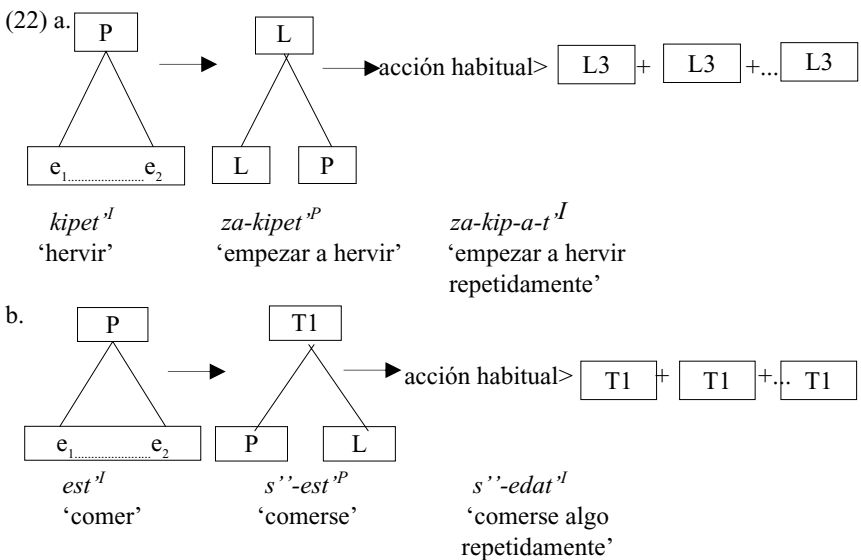 (22) a.
P
L
acción habitual> L3 + L3 +... L3
e1......................e2
L P
kipet’I za-kipet’P za-kip-a-t’I
‘hervir’ ‘empezar a hervir’ ‘empezar a hervir
repetidamente’
b.
P
T1
acción habitual> T1 + T1 +... T1
e1......................e2
P L
est’I s’’-est’P s’’-edat’I
‘comer’ ‘comerse’ ‘comerse algo
repetidamente’